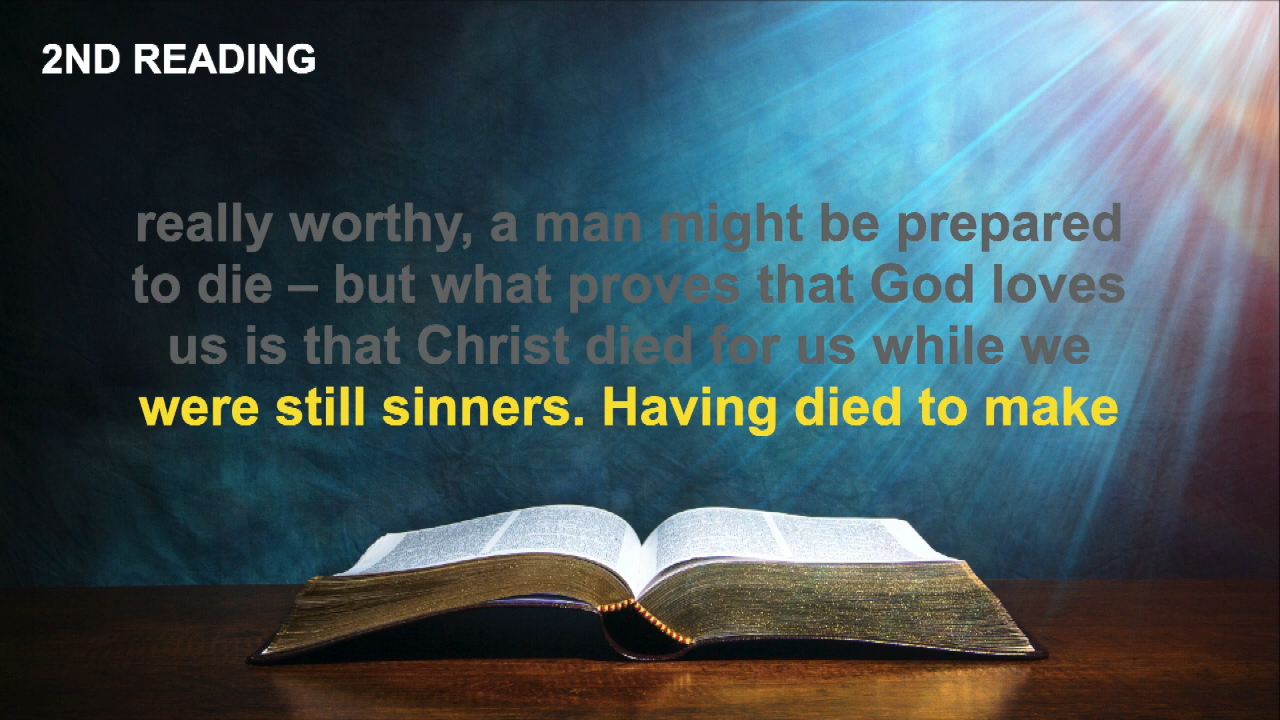 2ND READING
really worthy, a man might be prepared
to die – but what proves that God loves
us is that Christ died for us while we
were still sinners. Having died to make